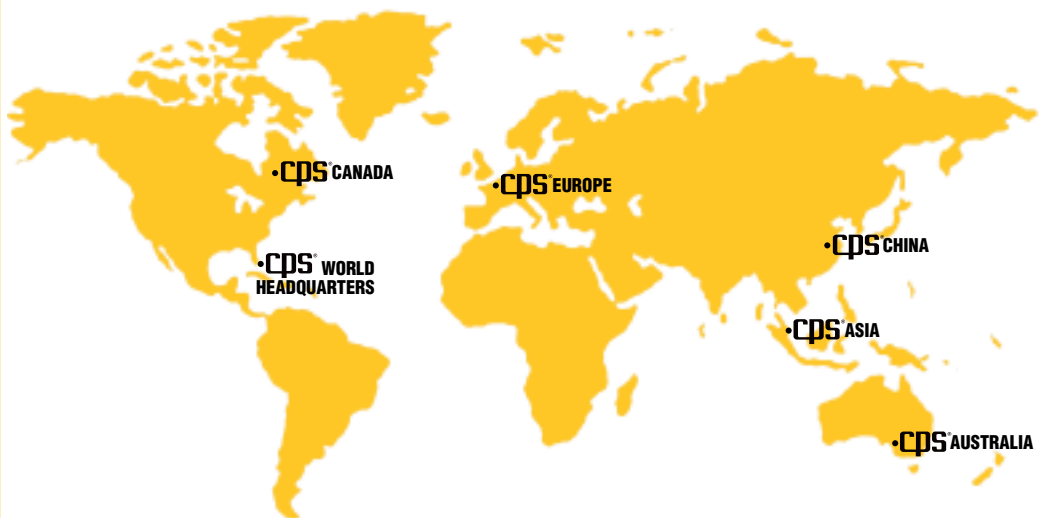 cps® CANADA
cps® EUROPE
cps® CHINA
cps® WORLD
HEADQUARTERS
cps® ASIA
cps® AUSTRALIA